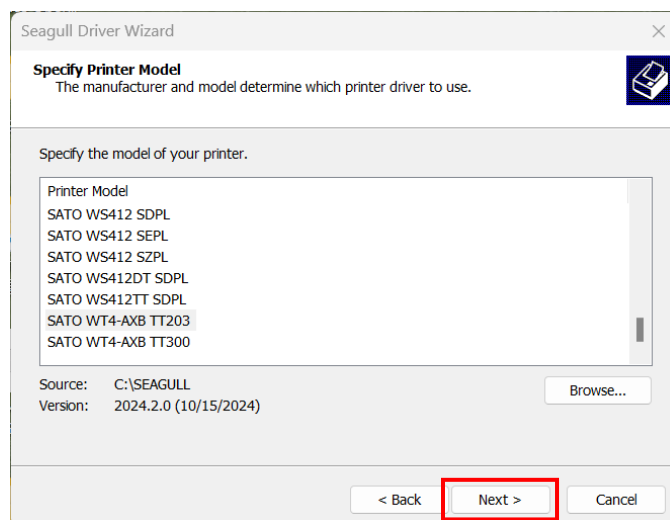 Seagull Driver Wizard
Specify Printer Model
The manufacturer and model determine which printer driver to use.
Specify the model of your printer.
Printer Model
SATO WS412 SDPL
SATO WS412 SEPL
SATO WS412 SZPL
SATO WS412DT SDPL
SATO WS412TT SDPL
SATO WT4-AXB TT203
SATO WT4-AXB TT300
Source: C:\SEAGULL
Browse...
Version: 2024.2.0 (10/15/2024)
< Back Next > Cancel